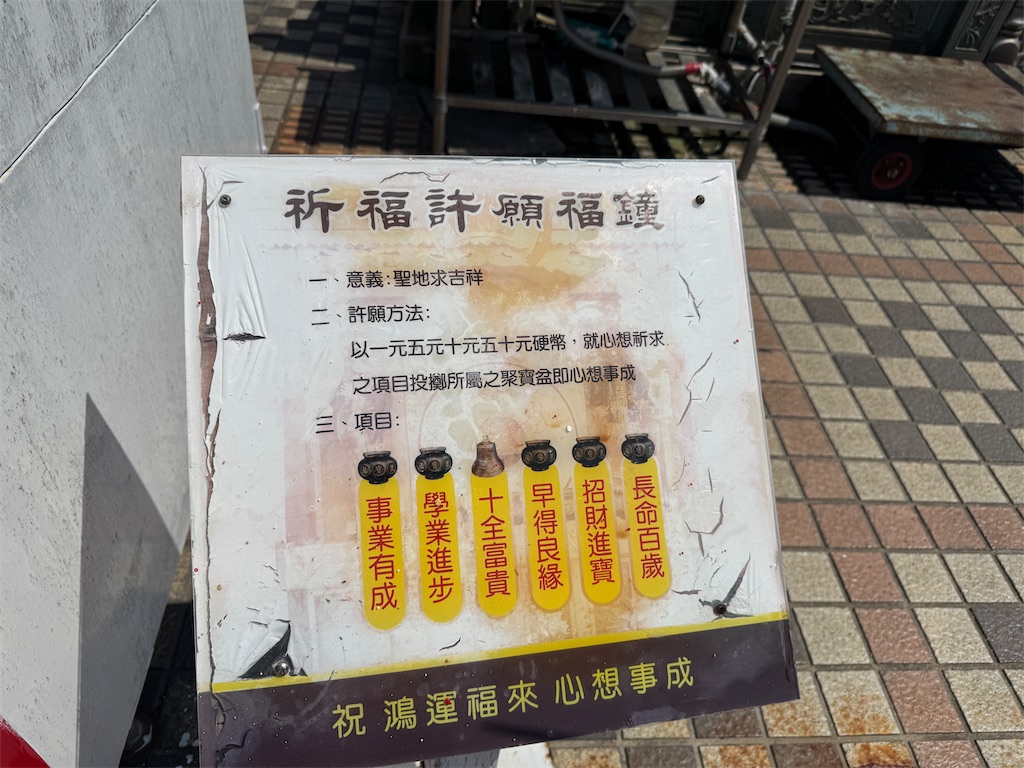 祈福許願福鐘
一、意義:聖地求吉祥
二、許願方法:
以一元五元十元五十元硬幣，就心想祈求
之項目投擲所屬之聚寶盆即心想事成
三、項目:
長命百歲
招財進寶
早得良緣
十全富貴
學業進步
事業有成
祝 鴻運福來 心想事成